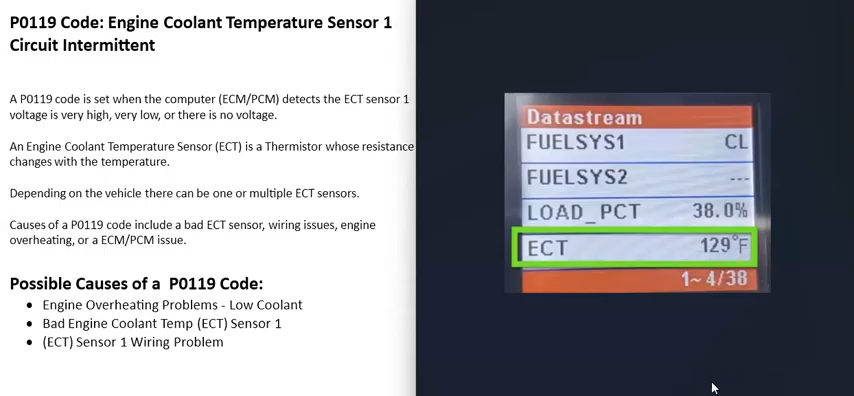 P0119 Code: Engine Coolant Temperature Sensor 1
Circuit Intermittent
A P0119 code is set when the computer (ECM/PCM) detects the ECT sensor 1
voltage is very high, very low, or there is no voltage.
An Engine Coolant Temperature Sensor (ECT) is a Thermistor whose resistance
changes with the temperature.
Depending on the vehicle there can be one or multiple ECT sensors.
Causes of a P0119 code include a bad ECT sensor, wiring issues, engine
overheating, or a ECM/PCM issue.
Possible Causes of a P0119 Code:
• Engine Overheating Problems - Low Coolant
• Bad Engine Coolant Temp (ECT) Sensor 1
• (ECT) Sensor 1 Wiring Problem
Datastream
FUELSYS1 CL
FUELSYS2 ---
LOAD_PCT 38.0%
ECT 129°F
1~ 4/38